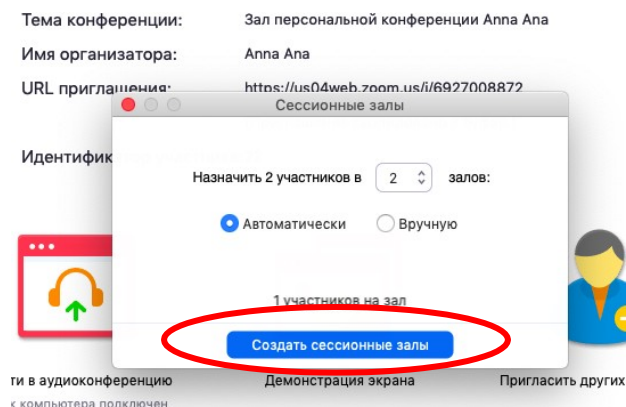 Тема конференции: Зал персональной конференции Anna Ana
Имя организатора: Anna Ana
URL приглашения: https://us04web.zoom.us/j/6927008872
Сессионные залы
Идентифик
Назначить 2 участников в 2 залов:
Автоматически Вручную
1 участников на зал
Создать сессионные залы
ти в аудиоконференцию Демонстрация экрана Пригласить других
к компьютера подключен